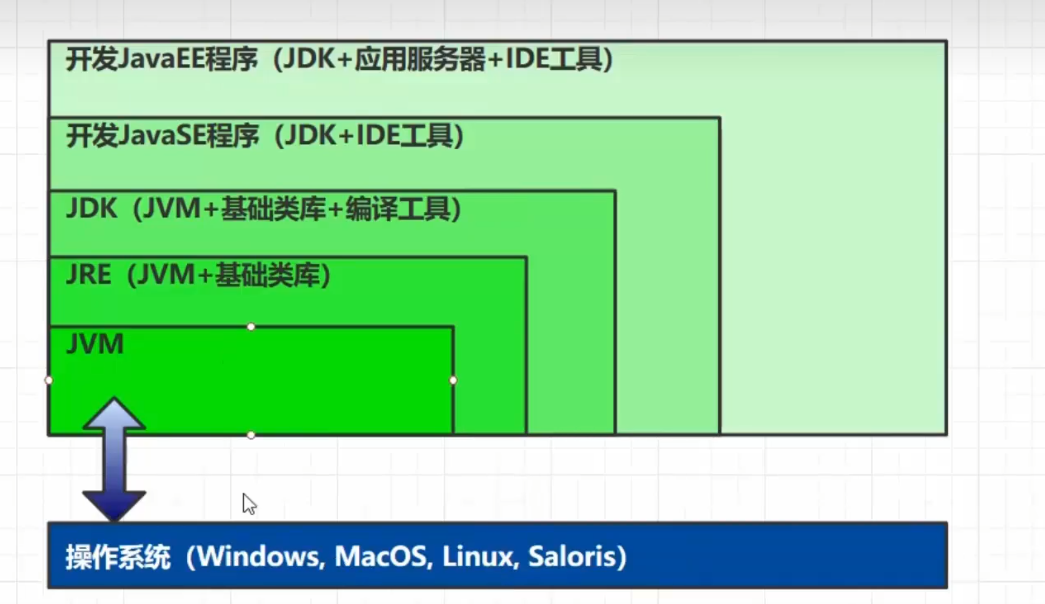 开发JavaEE程序（JDK+应用服务器+IDE工具）
开发JavaSE程序（JDK+IDE工具）
JDK（JVM+基础类库+编译工具）
JRE（JVM+基础类库）
JVM
操作系统（Windows, MacOS, Linux, Saloris）